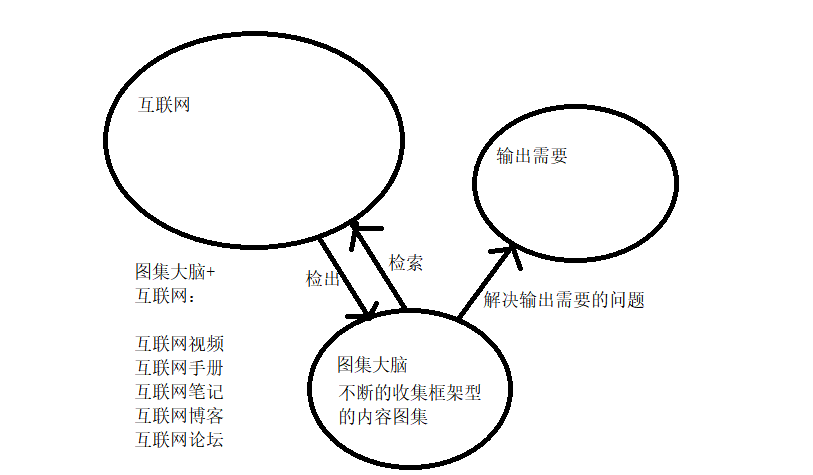 互联网
输出需要
图集大脑+
互联网：
检出
检索
解决输出需要的问题
互联网视频
互联网手册
互联网笔记
互联网博客
互联网论坛
图集大脑
不断的收集框架型
的内容图集